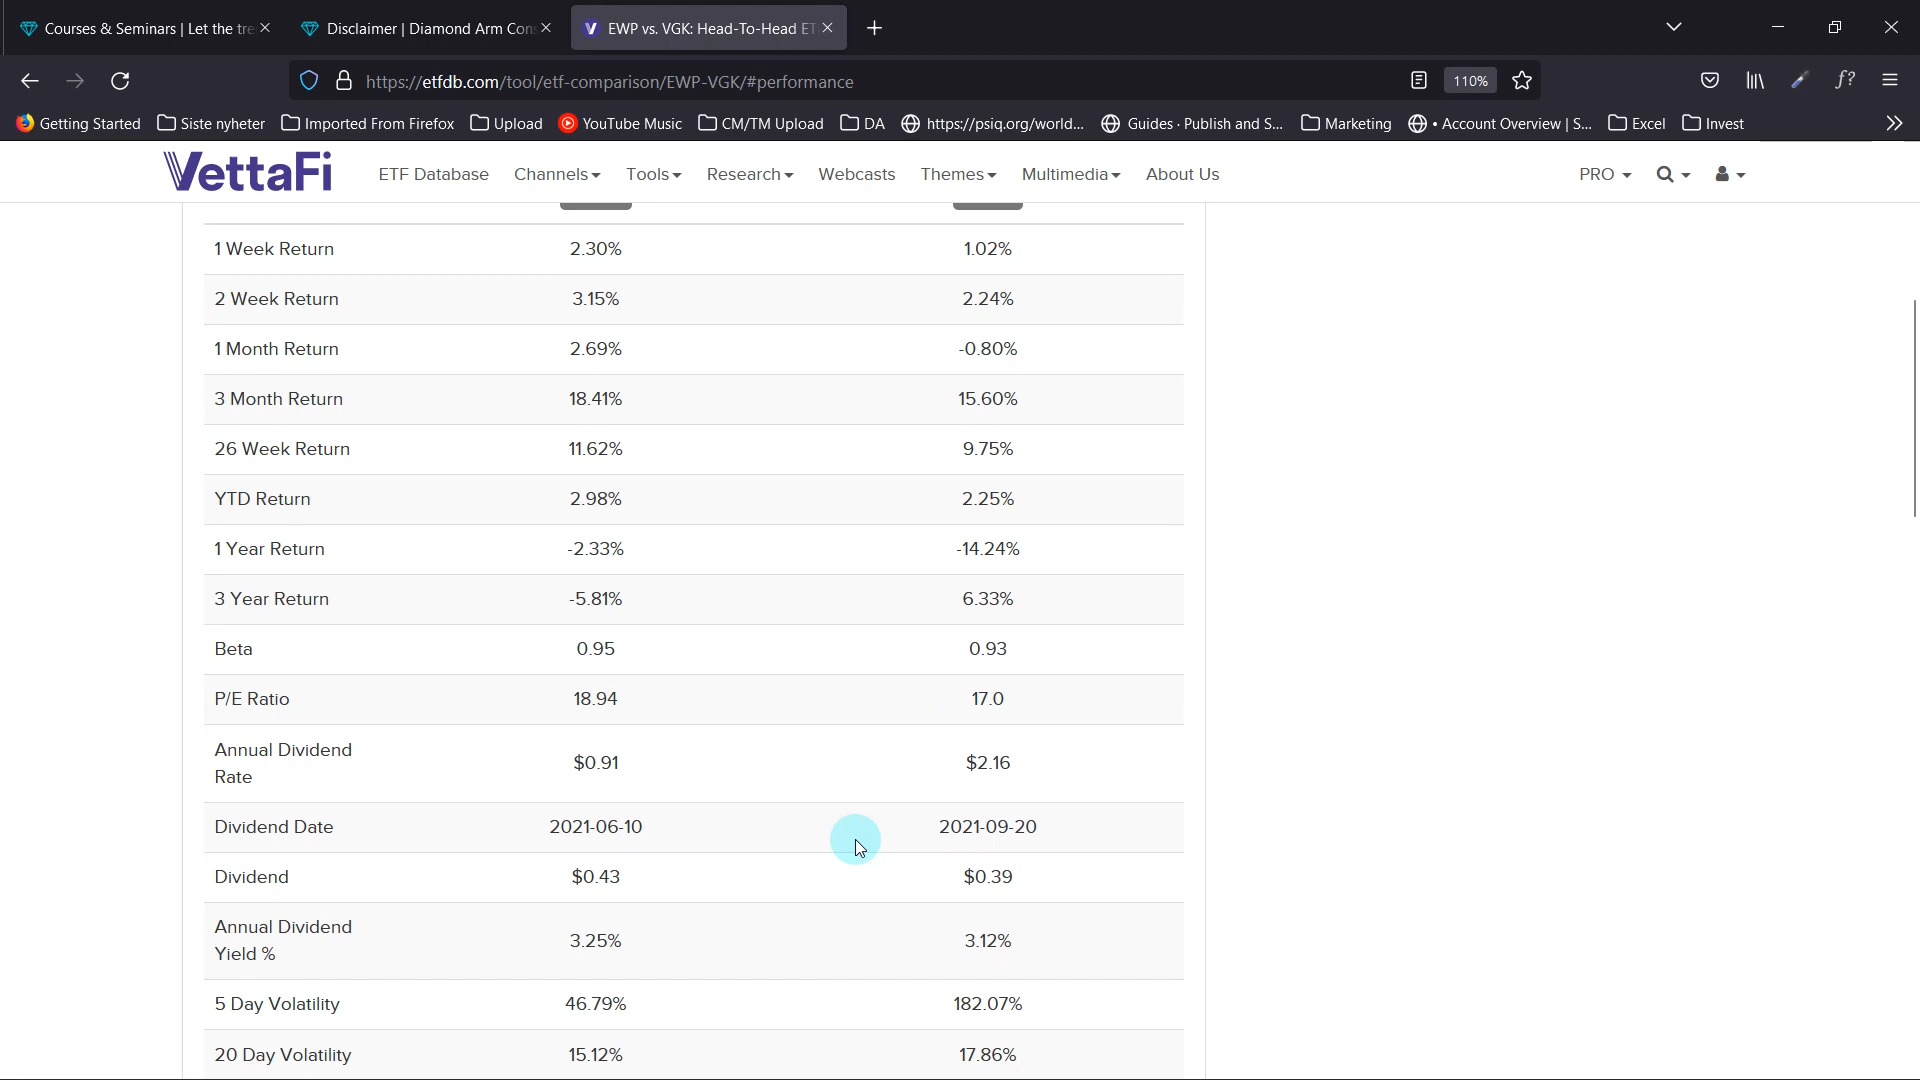 Courses & Seminars | Let the tre
Disclaimer | Diamond Arm Con
EWP vs. VGK: Head-To-Head ET
https://etfdb.com/tool/etf-comparison/EWP-VGK/#performance
110%
Getting Started
Siste nyheter
Imported From Firefox
Upload
YouTube Music
CM/TM Upload
DA
https://psiq.org/world...
Guides · Publish and S...
Marketing
• Account Overview | S...
Excel
Invest
VettaFi
ETF Database
Channels
Tools
Research
Webcasts
Themes
Multimedia
About Us
PRO
1 Week Return 2.30% 1.02%
2 Week Return 3.15% 2.24%
1 Month Return 2.69% -0.80%
3 Month Return 18.41% 15.60%
26 Week Return 11.62% 9.75%
YTD Return 2.98% 2.25%
1 Year Return -2.33% -14.24%
3 Year Return -5.81% 6.33%
Beta 0.95 0.93
P/E Ratio 18.94 17.0
Annual Dividend
Rate $0.91 $2.16
Dividend Date 2021-06-10 2021-09-20
Dividend $0.43 $0.39
Annual Dividend
Yield % 3.25% 3.12%
5 Day Volatility 46.79% 182.07%
20 Day Volatility 15.12% 17.86%